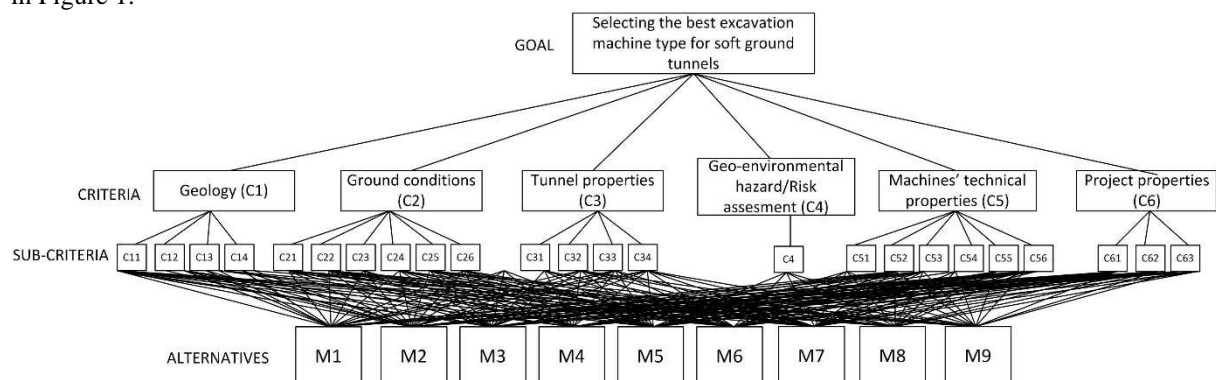 in Figure 1.
Selecting the best excavation
machine type for soft ground
tunnels
GOAL
CRITERIA
Geology (C1)
Ground conditions
(C2)
Tunnel properties
(C3)
Geo-environmental
hazard/Risk
assesment (C4)
Machines' technical
properties (C5)
Project properties
(C6)
SUB-CRITERIA
C11 C12 C13 C14 C21 C22 C23 C24 C25 C26 C31 C32 C33 C34 C4 C51 C52 C53 C54 C55 C56 C61 C62 C63
ALTERNATIVES
M1 M2 M3 M4 M5 M6 M7 M8 M9